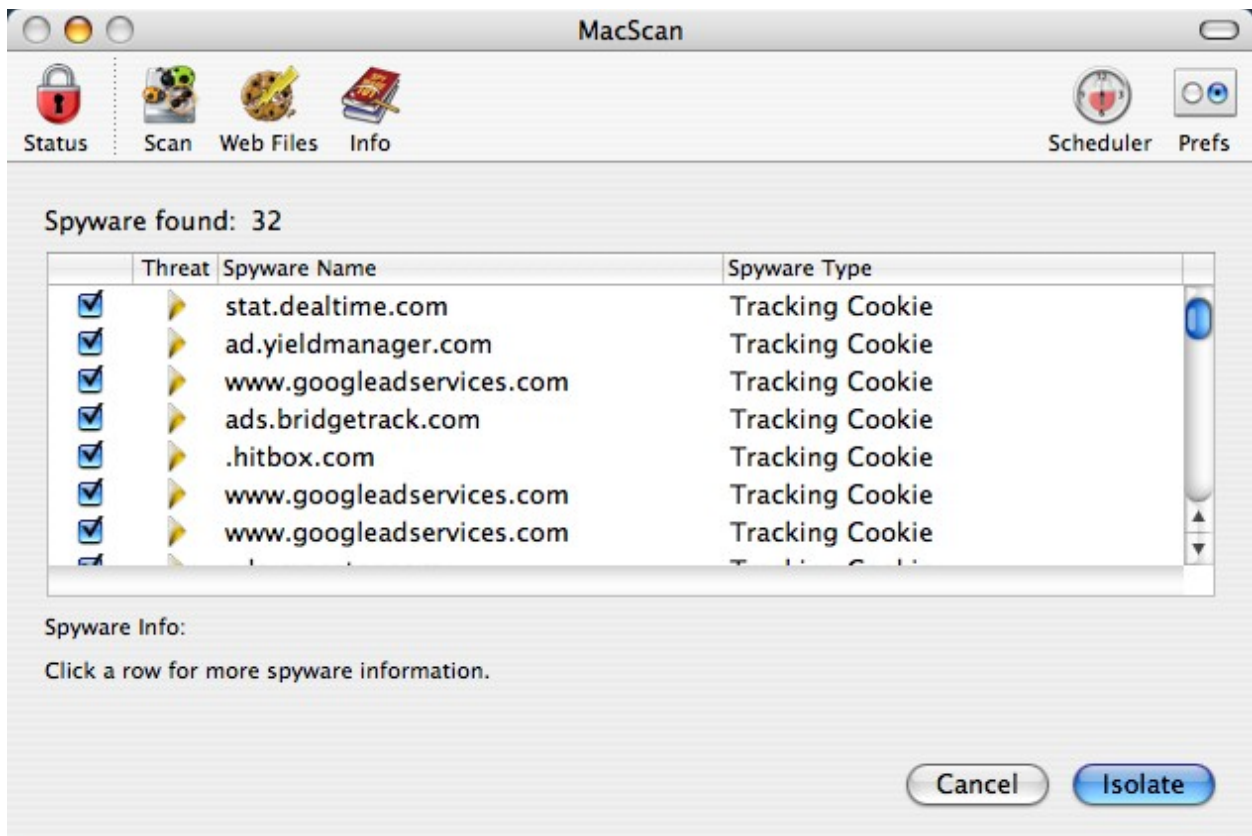 MacScan
Status Scan Web Files Info Scheduler Prefs
Spyware found: 32
Threat Spyware Name Spyware Type
stat.dealtime.com Tracking Cookie
ad.yieldmanager.com Tracking Cookie
www.googleadservices.com Tracking Cookie
ads.bridgetrack.com Tracking Cookie
.hitbox.com Tracking Cookie
www.googleadservices.com Tracking Cookie
www.googleadservices.com Tracking Cookie
Spyware Info:
Click a row for more spyware information.
Cancel Isolate